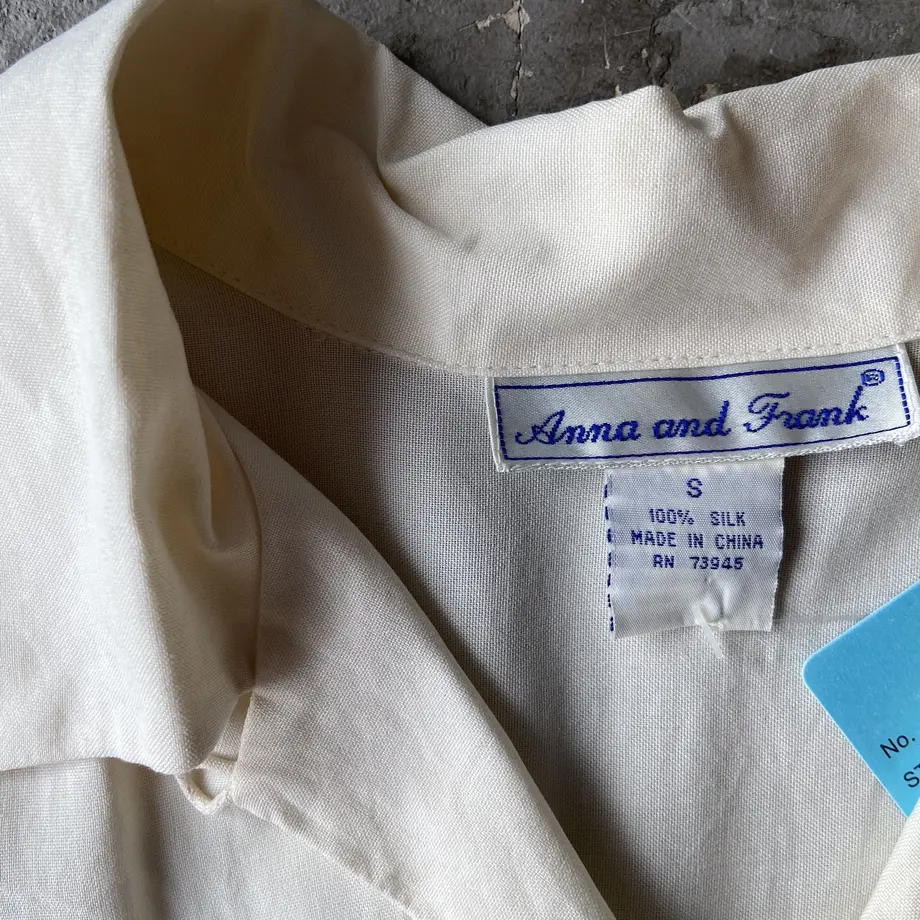 Anna and Frank®
S
100% SILK
MADE IN CHINA
RN 73945
No.